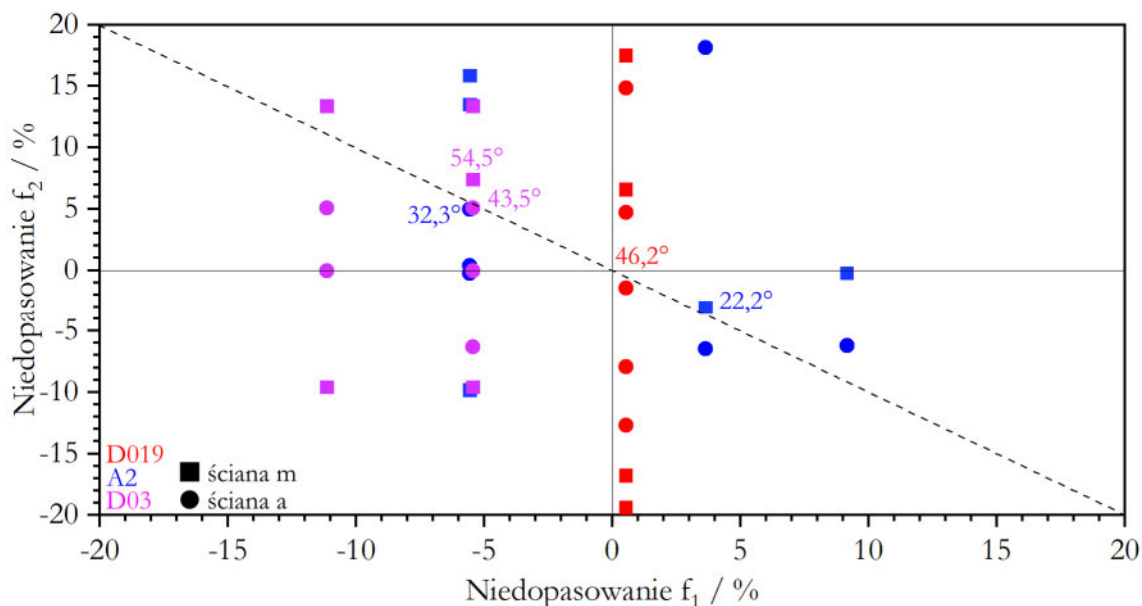 20
15
10
5
0
-5
-10
-15
-20
Niedopasowanie f₂ / %
54,5°
43,5°
32,3°
46,2°
22,2°
D019
A2
D03
ściana m
ściana a
-20 -15 -10 -5 0 5 10 15 20
Niedopasowanie f₁ / %